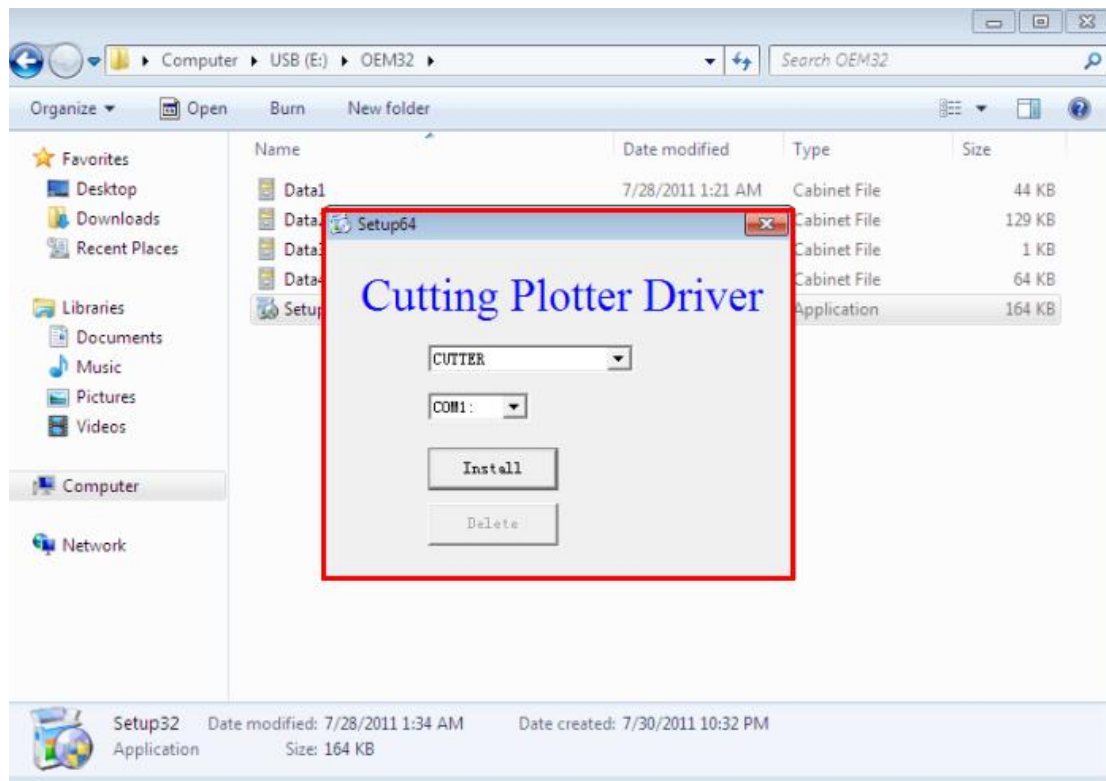 Computer USB (E:) OEM32 Search OEM32
Organize Open Burn New folder
Favorites
Desktop
Downloads
Recent Places
Libraries
Documents
Music
Pictures
Videos
Computer
Network
Name Date modified Type Size
Data1 7/28/2011 1:21 AM Cabinet File 44 KB
Cabinet File 129 KB
Cabinet File 1 KB
Cabinet File 64 KB
Application 164 KB
Setup64
Cutting Plotter Driver
CUTTER
COM1:
Install
Delete
Setup32 Date modified: 7/28/2011 1:34 AM Date created: 7/30/2011 10:32 PM
Application Size: 164 KB